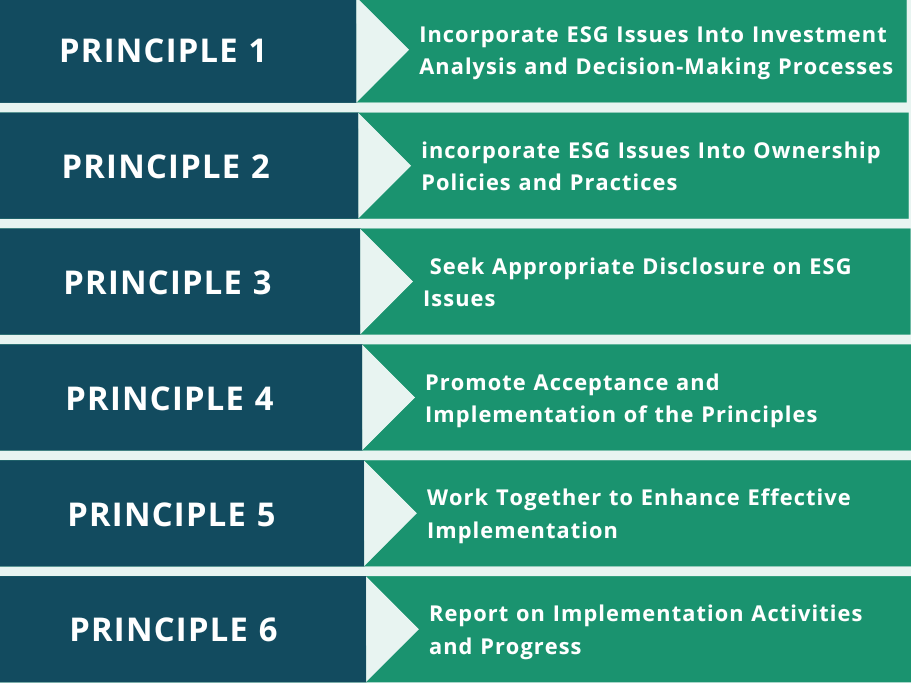 PRINCIPLE 1
Incorporate ESG Issues Into Investment
Analysis and Decision-Making Processes
PRINCIPLE 2
incorporate ESG Issues Into Ownership
Policies and Practices
PRINCIPLE 3
Seek Appropriate Disclosure on ESG
Issues
PRINCIPLE 4
Promote Acceptance and
Implementation of the Principles
PRINCIPLE 5
Work Together to Enhance Effective
Implementation
PRINCIPLE 6
Report on Implementation Activities
and Progress